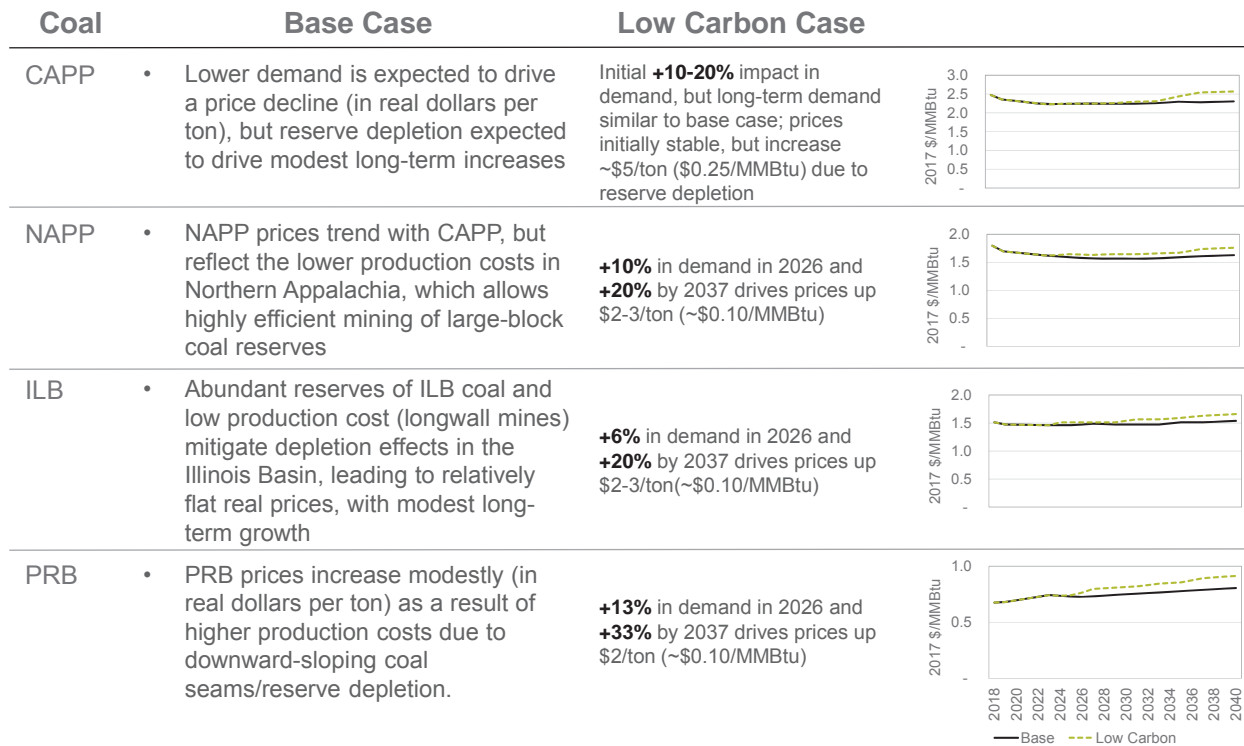 Coal
Base Case
Low Carbon Case
CAPP
• Lower demand is expected to drive
a price decline (in real dollars per
ton), but reserve depletion expected
to drive modest long-term increases
Initial +10-20% impact in
demand, but long-term demand
similar to base case; prices
initially stable, but increase
~$5/ton ($0.25/MMBtu) due to
reserve depletion
2017 $/MMBtu
3.0
2.5
2.0
1.5
1.0
0.5
-
NAPP
• NAPP prices trend with CAPP, but
reflect the lower production costs in
Northern Appalachia, which allows
highly efficient mining of large-block
coal reserves
+10% in demand in 2026 and
+20% by 2037 drives prices up
$2-3/ton (~$0.10/MMBtu)
2017 $/MMBtu
2.0
1.5
1.0
0.5
-
ILB
• Abundant reserves of ILB coal and
low production cost (longwall mines)
mitigate depletion effects in the
Illinois Basin, leading to relatively
flat real prices, with modest long-
term growth
+6% in demand in 2026 and
+20% by 2037 drives prices up
$2-3/ton(~$0.10/MMBtu)
2017 $/MMBtu
2.0
1.5
1.0
0.5
-
PRB
• PRB prices increase modestly (in
real dollars per ton) as a result of
higher production costs due to
downward-sloping coal
seams/reserve depletion.
+13% in demand in 2026 and
+33% by 2037 drives prices up
$2/ton (~$0.10/MMBtu)
2017 $/MMBtu
1.0
0.5
-
2018
2020
2022
2024
2026
2028
2030
2032
2034
2036
2038
2040
Base
Low Carbon